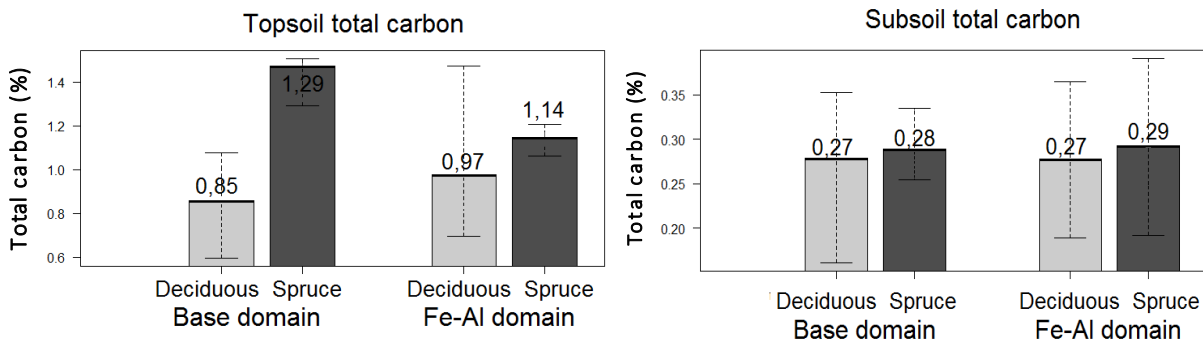 Topsoil total carbon
Total carbon (%)
1.4
1.2
1.0
0.8
0.6
0,85
1,29
0,97
1,14
Deciduous Spruce Deciduous Spruce
Base domain Fe-Al domain
Subsoil total carbon
Total carbon (%)
0.35
0.30
0.25
0.20
0,27
0,28
0,27
0,29
Deciduous Spruce Deciduous Spruce
Base domain Fe-Al domain